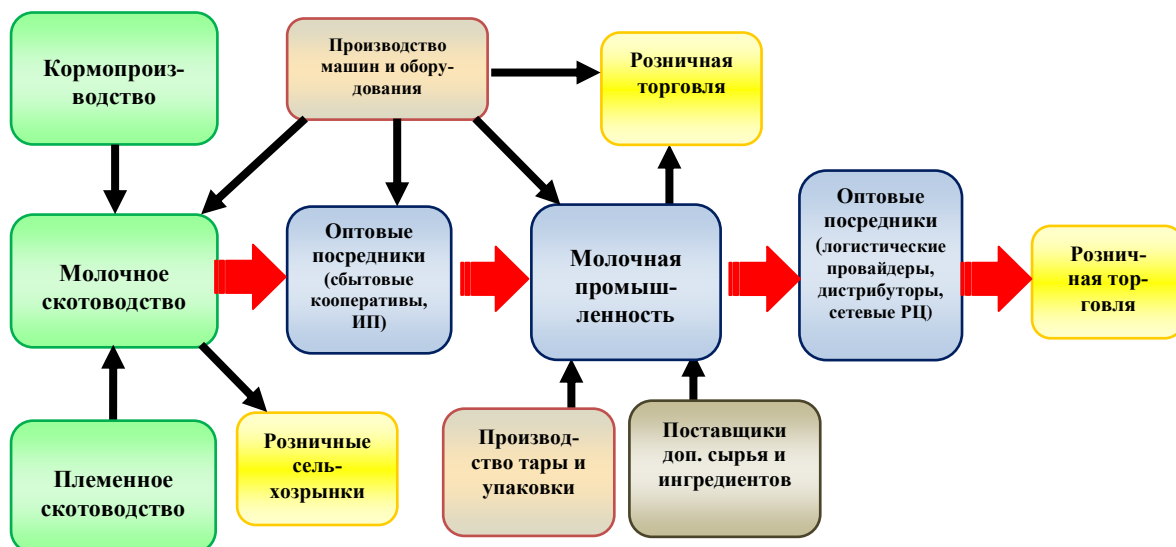 Кормопроиз-
водство
Производство
машин и обору-
дования
Розничная
торговля
Молочное
скотоводство
Оптовые
посредники
(сбытовые
кооперативы,
ИП)
Молочная
промыш-
ленность
Оптовые
посредники
(логистические
провайдеры,
дистрибуторы,
сетевые РЦ)
Рознич-
ная тор-
говля
Племенное
скотоводство
Розничные
сель-
хозрынки
Производ-
ство тары и
упаковки
Поставщики
доп. сырья и
ингредиентов